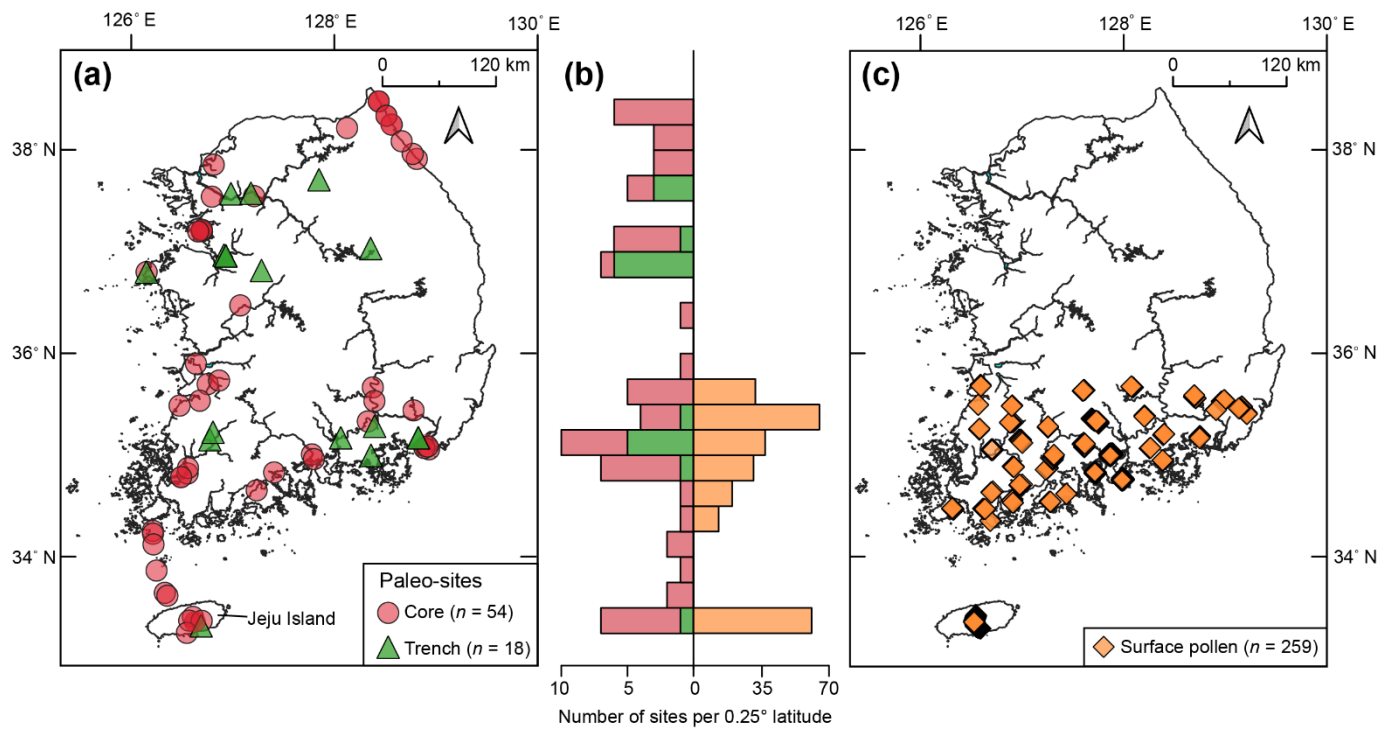 126° E 128° E 130° E 126° E 128° E 130° E
(a) 0 120 km (b) (c) 0 120 km
38° N 38° N
36° N 36° N
34° N 34° N
Paleo-sites
Core (n = 54)
Trench (n = 18)
Jeju Island
Surface pollen (n = 259)
10 5 0 35 70
Number of sites per 0.25° latitude